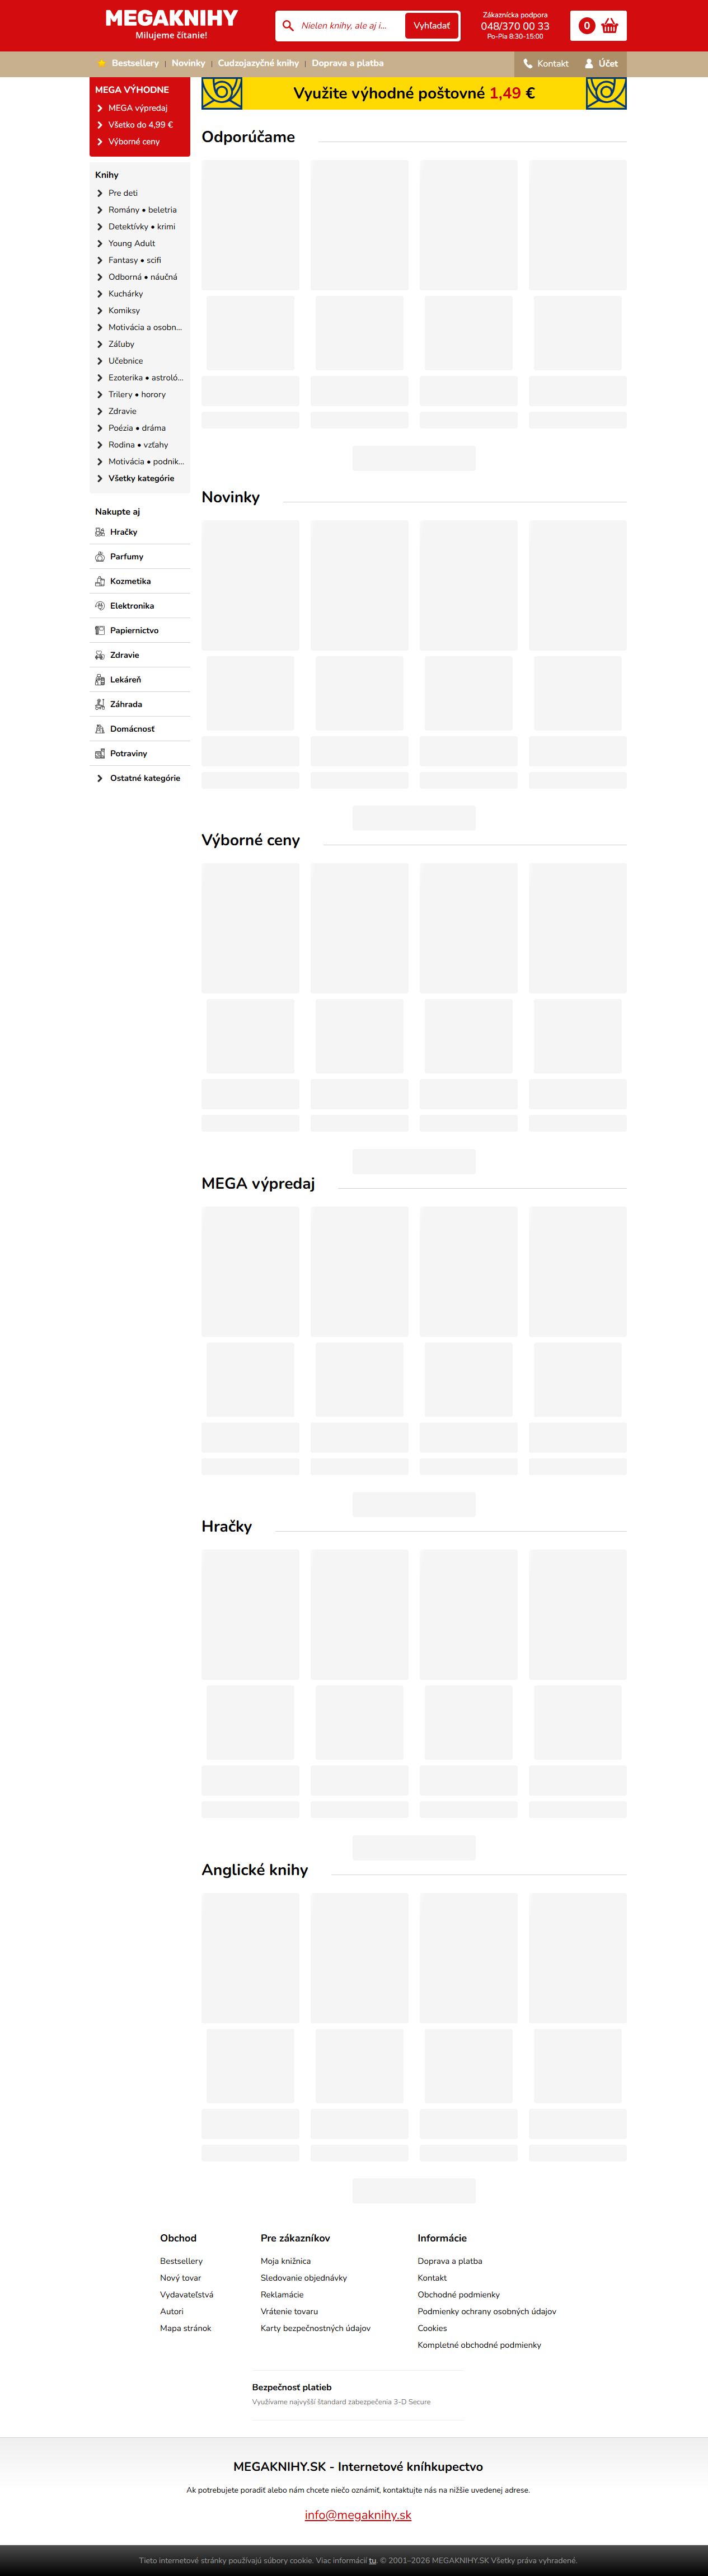 MEGAKNIHY
Milujeme čítanie!
Nielen knihy, ale aj i...
Vyhľadať
Zákaznícka podpora
048/370 00 33
Po-Pia 8:30-15:00
0
Bestsellery
Novinky
Cudzojazyčné knihy
Doprava a platba
Kontakt
Účet
MEGA VÝHODNE
MEGA výpredaj
Všetko do 4,99 €
Výborné ceny
Knihy
Pre deti
Romány • beletria
Detektívky • krimi
Young Adult
Fantasy • scifi
Odborná • náučná
Kuchárky
Komiksy
Motivácia a osobn...
Záľuby
Učebnice
Ezoterika • astroló...
Trilery • horory
Zdravie
Poézia • dráma
Rodina • vzťahy
Motivácia • podnik...
Všetky kategórie
Nakupte aj
Hračky
Parfumy
Kozmetika
Elektronika
Papiernictvo
Zdravie
Lekáreň
Záhrada
Domácnosť
Potraviny
Ostatné kategórie
Využite výhodné poštovné 1,49 €
Odporúčame
Novinky
Výborné ceny
MEGA výpredaj
Hračky
Anglické knihy
Obchod
Bestsellery
Nový tovar
Vydavateľstvá
Autori
Mapa stránok
Pre zákazníkov
Moja knižnica
Sledovanie objednávky
Reklamácie
Vrátenie tovaru
Karty bezpečnostných údajov
Informácie
Doprava a platba
Kontakt
Obchodné podmienky
Podmienky ochrany osobných údajov
Cookies
Kompletné obchodné podmienky
Bezpečnosť platieb
Využívame najvyšší štandard zabezpečenia 3-D Secure
MEGAKNIHY.SK - Internetové kníhkupectvo
Ak potrebujete poradiť alebo nám chcete niečo oznámiť, kontaktujte nás na nižšie uvedenej adrese.
info@megaknihy.sk
Tieto internetové stránky používajú súbory cookie. Viac informácií tu. © 2001–2026 MEGAKNIHY.SK Všetky práva vyhradené.